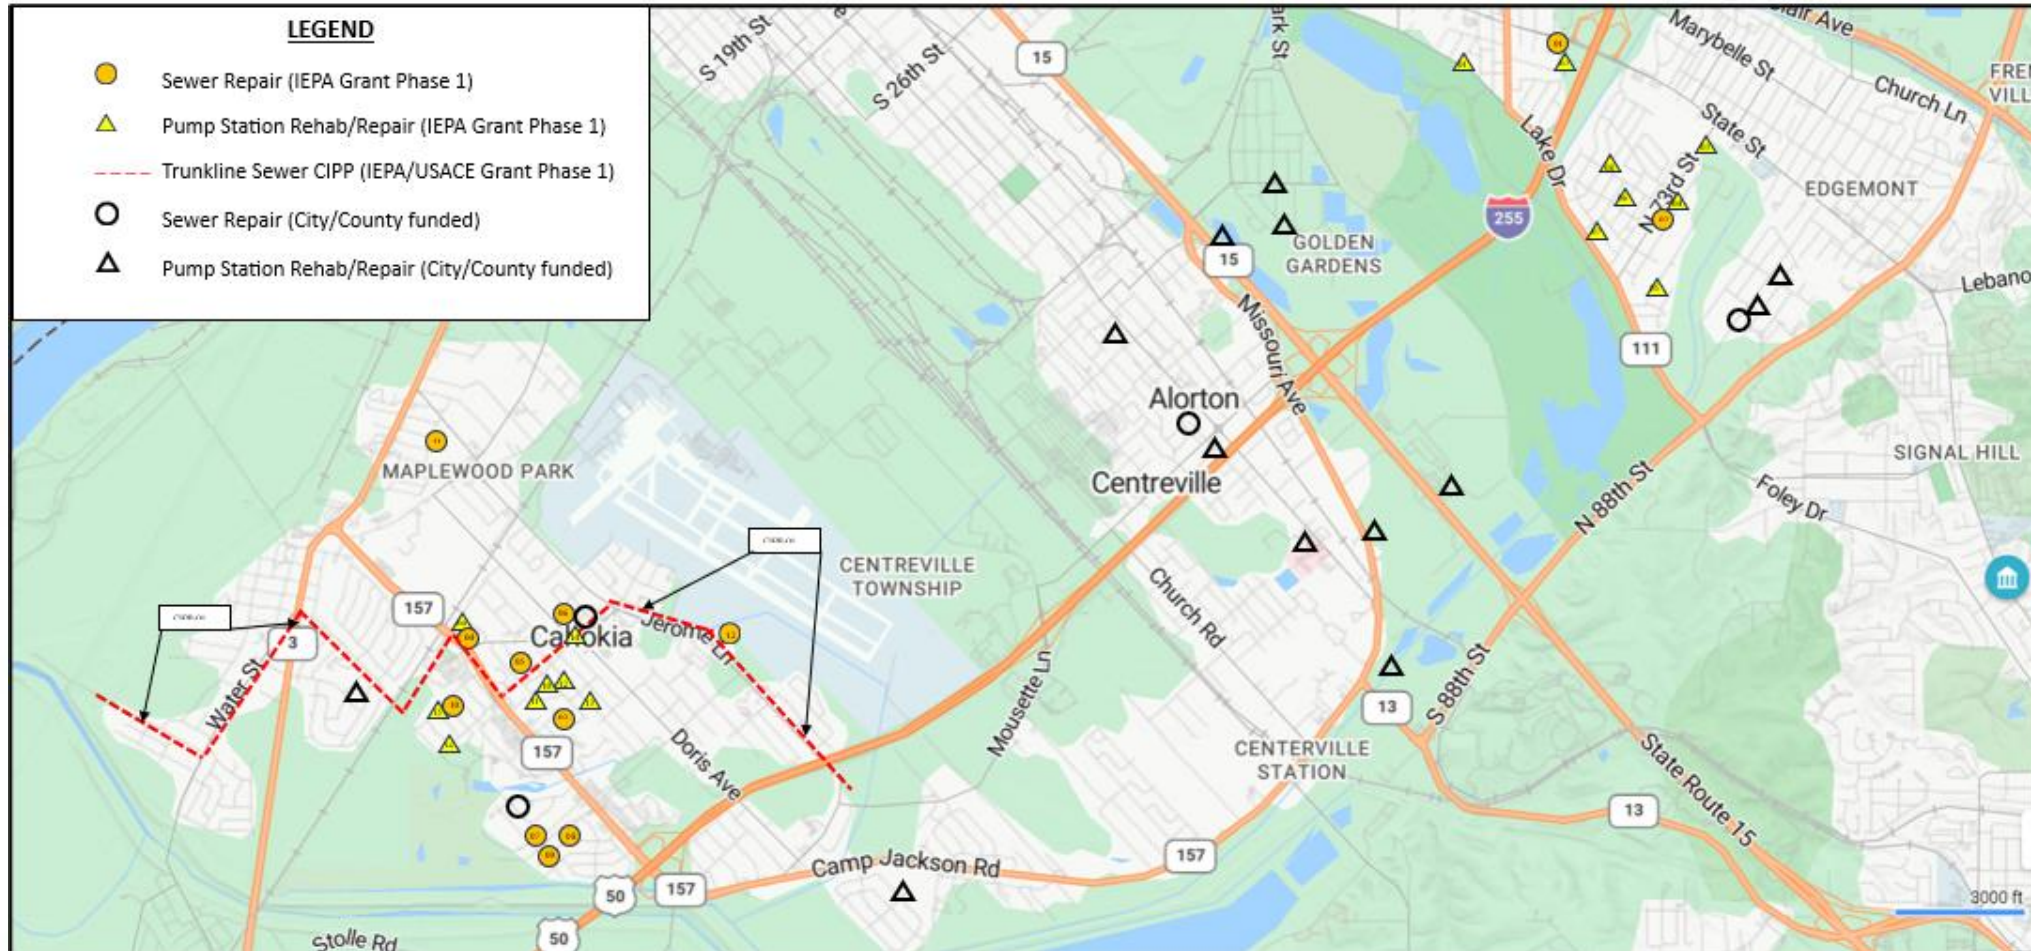 LEGEND
Sewer Repair (IEPA Grant Phase 1)
Pump Station Rehab/Repair (IEPA Grant Phase 1)
Trunkline Sewer CIPP (IEPA/USACE Grant Phase 1)
Sewer Repair (City/County funded)
Pump Station Rehab/Repair (City/County funded)
S 19th St
S 26th St
15
ark St
Marybelle St
lair Ave
Church Ln
State St
Lake Dr
N 73rd St
EDGEMONT
255
GOLDEN
GARDENS
15
Missouri Ave
111
Alorton
Centreville
SIGNAL HILL
MAPLEWOOD PARK
Foley Dr
N 88th St
CENTREVILLE
TOWNSHIP
Church Rd
157
Cahokia
Jerome Ln
3
Water St
Mousette Ln
S 88th St
13
157
Doris Ave
CENTERVILLE
STATION
State Route 15
13
157
Camp Jackson Rd
50
157
3000 ft
50
Stolle Rd